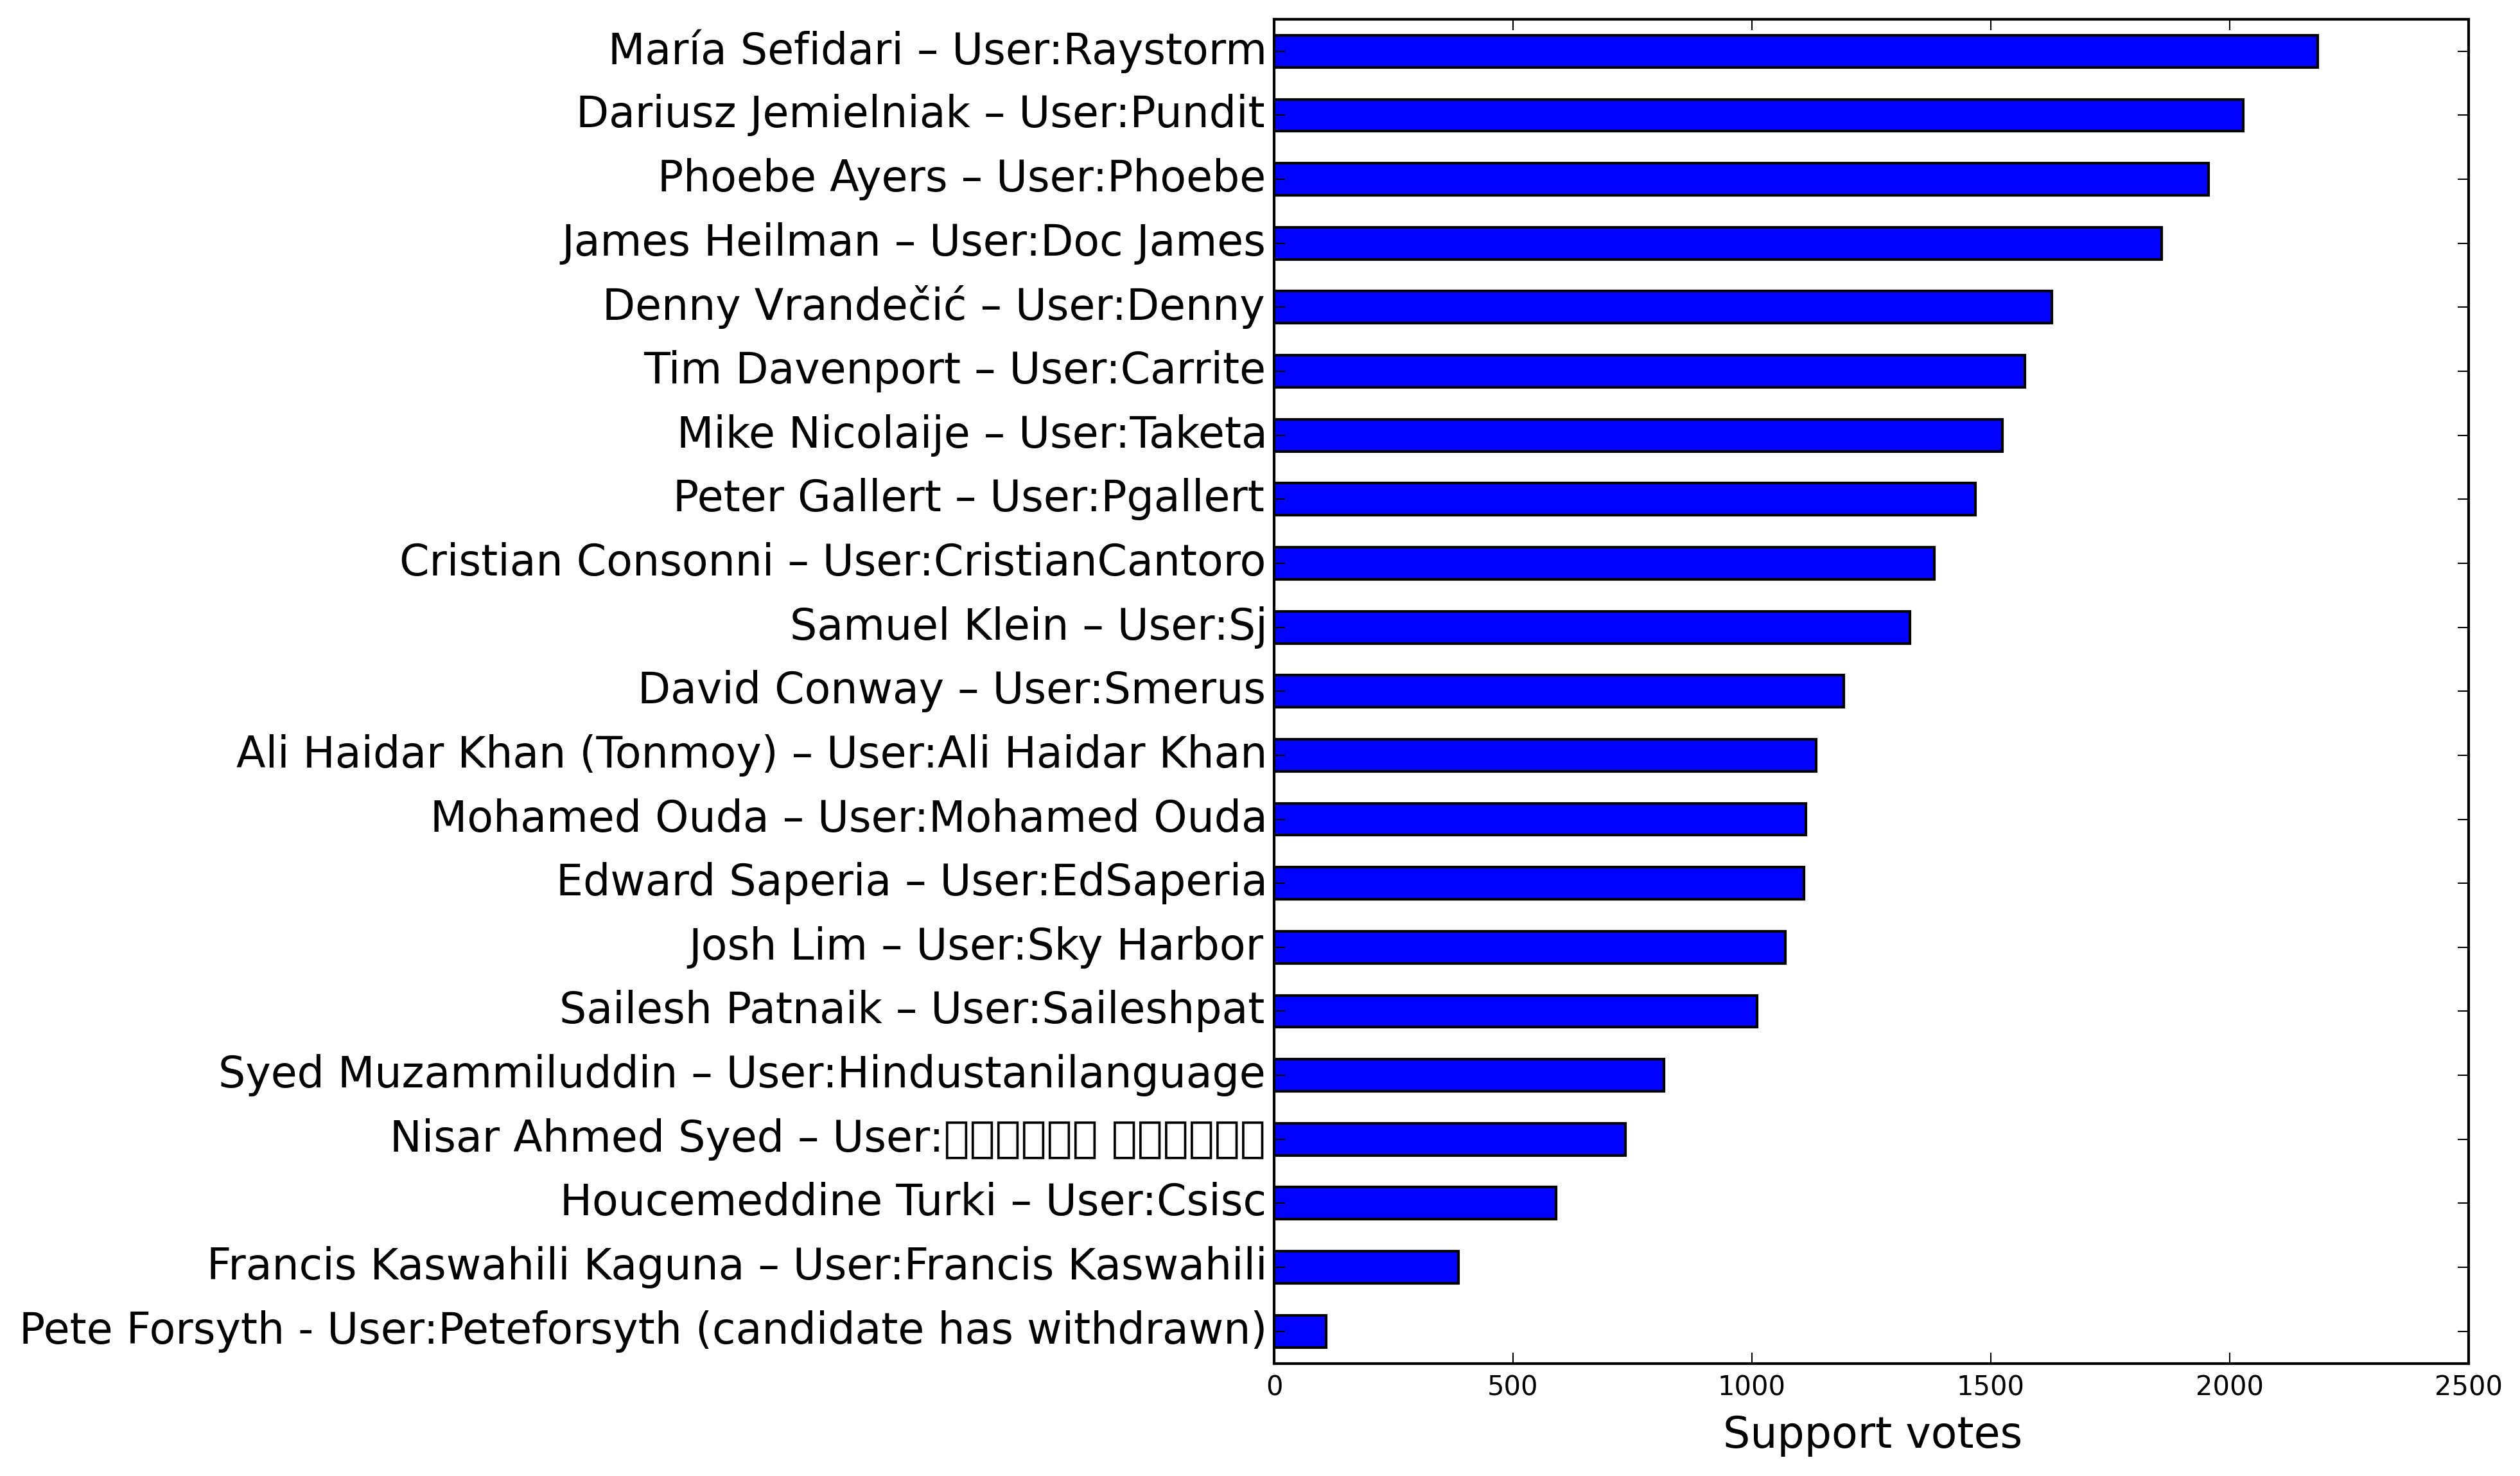 María Sefidari – User:Raystorm
Dariusz Jemielniak – User:Pundit
Phoebe Ayers – User:Phoebe
James Heilman – User:Doc James
Denny Vrandečić – User:Denny
Tim Davenport – User:Carrite
Mike Nicolaije – User:Taketa
Peter Gallert – User:Pgallert
Cristian Consonni – User:CristianCantoro
Samuel Klein – User:Sj
David Conway – User:Smerus
Ali Haidar Khan (Tonmoy) – User:Ali Haidar Khan
Mohamed Ouda – User:Mohamed Ouda
Edward Saperia – User:EdSaperia
Josh Lim – User:Sky Harbor
Sailesh Patnaik – User:Saileshpat
Syed Muzammiluddin – User:Hindustanilanguage
Nisar Ahmed Syed – User:
Houcemeddine Turki – User:Csisc
Francis Kaswahili Kaguna – User:Francis Kaswahili
Pete Forsyth - User:Peteforsyth (candidate has withdrawn)
0 500 1000 1500 2000 2500
Support votes